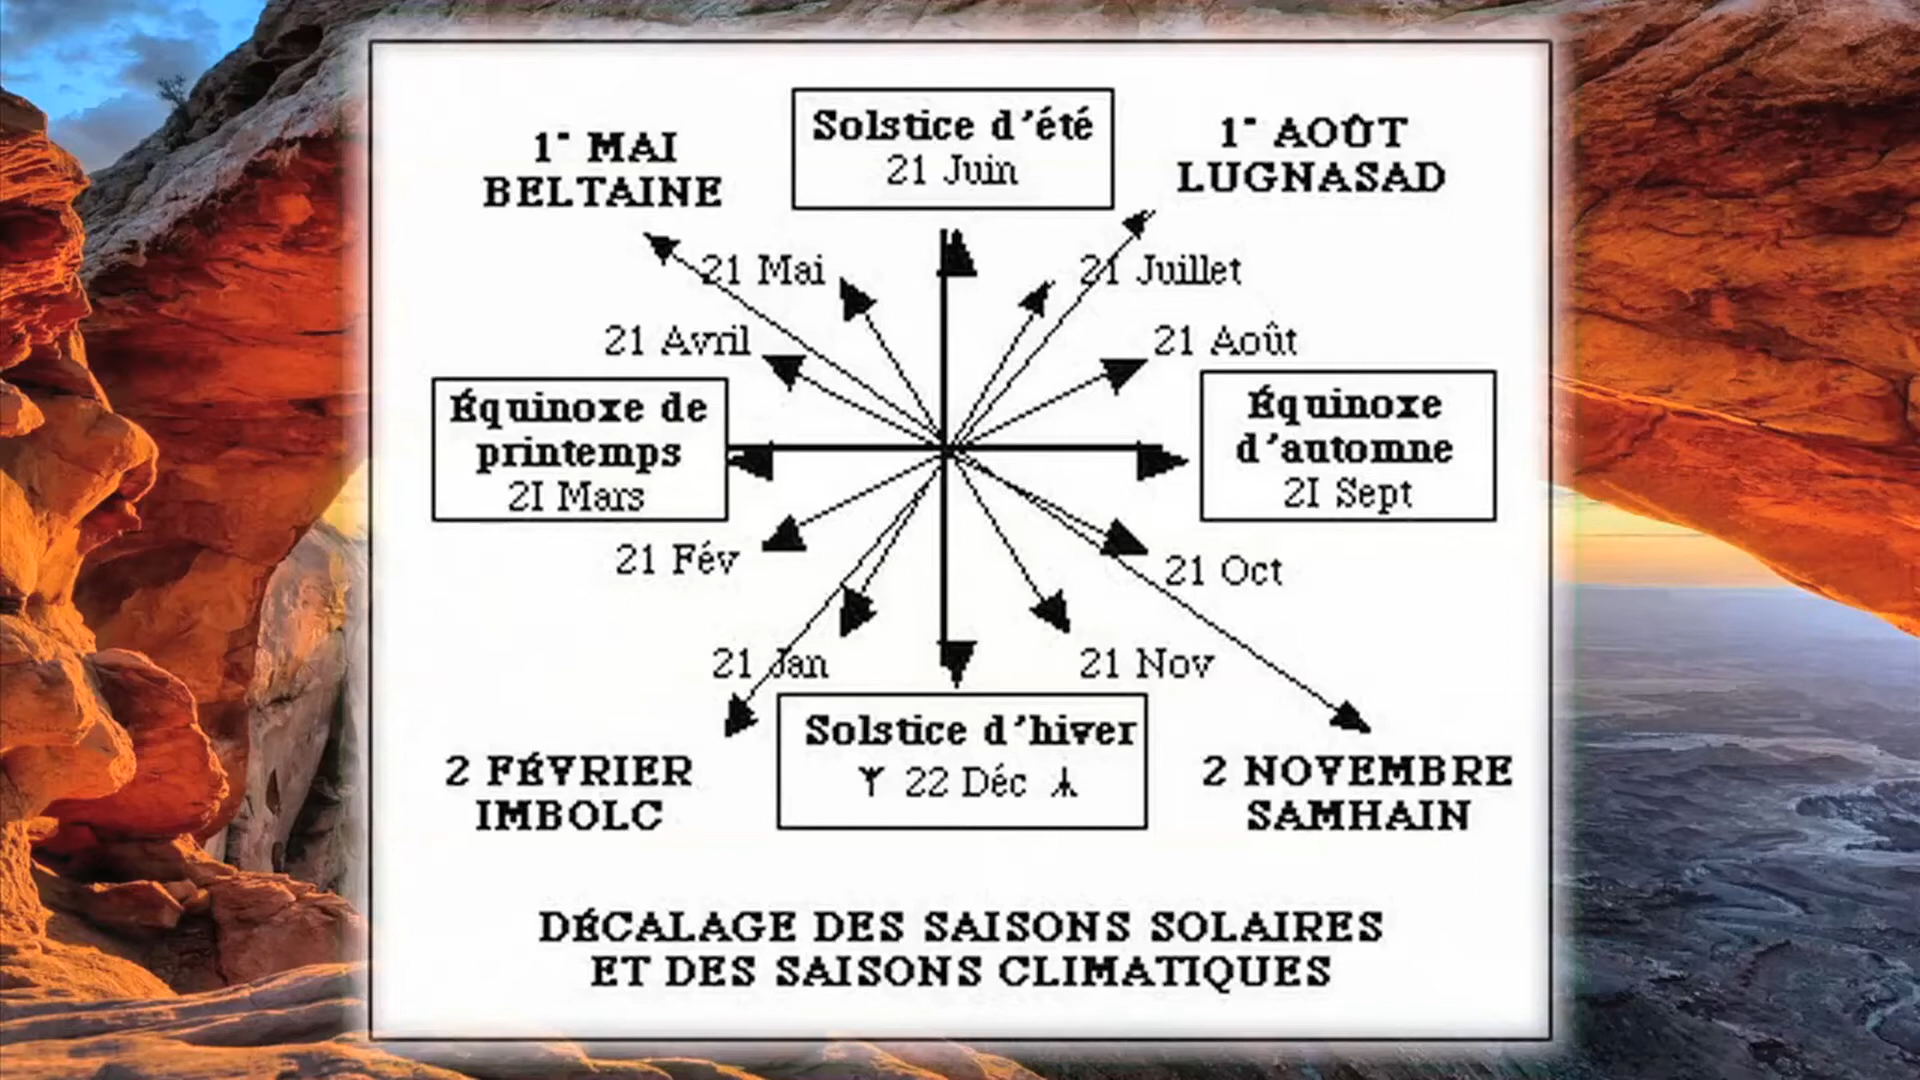 Solstice d'été
21 Juin
1ᵉʳ MAI
BELTAINE
1ᵉʳ AOÛT
LUGNASAD
21 Mai
21 Juillet
21 Avril
21 Août
Équinoxe de
printemps
2I Mars
Équinoxe
d'automne
2I Sept
21 Fév
21 Oct
21 Jan
21 Nov
Solstice d'hiver
ᛉ 22 Déc ᛦ
2 FÉVRIER
IMBOLC
2 NOVEMBRE
SAMHAIN
DÉCALAGE DES SAISONS SOLAIRES
ET DES SAISONS CLIMATIQUES